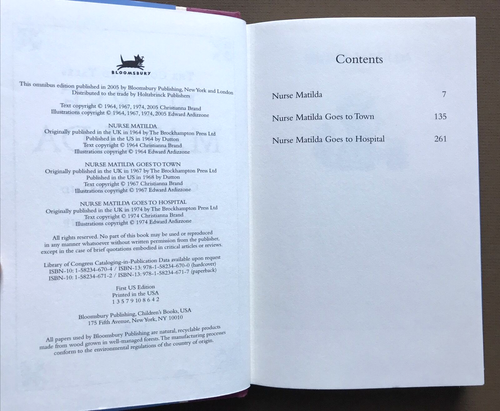 BLOOMSBURY
This omnibus edition published in 2005 by Bloomsbury Publishing, New York and London
Distributed to the trade by Holtzbrinck Publishers
Text copyright © 1964, 1967, 1974, 2005 Christianna Brand
Illustrations copyright © 1964, 1967, 1974, 2005 Edward Ardizzone
NURSE MATILDA
Originally published in the UK in 1964 by The Brockhampton Press Ltd
Published in the US in 1964 by Dutton
Text copyright © 1964 Christianna Brand
Illustrations copyright © 1964 Edward Ardizzone
NURSE MATILDA GOES TO TOWN
Originally published in the UK in 1967 by The Brockhampton Press Ltd
Published in the US in 1968 by Dutton
Text copyright © 1967 Christianna Brand
Illustrations copyright © 1967 Edward Ardizzone
NURSE MATILDA GOES TO HOSPITAL
Originally published in the UK in 1974 by The Brockhampton Press Ltd
Text copyright © 1974 Christianna Brand
Illustrations copyright © 1974 Edward Ardizzone
All rights reserved. No part of this book may be used or reproduced
in any manner whatsoever without written permission from the publisher,
except in the case of brief quotations embodied in critical articles or reviews.
Library of Congress Cataloging-in-Publication Data available upon request
ISBN-10: 1-58234-670-4 / ISBN-13: 978-1-58234-670-0 (hardcover)
ISBN-10: 1-58234-671-2 / ISBN-13: 978-1-58234-671-7 (paperback)
First US Edition
Printed in the USA
1 3 5 7 9 10 8 6 4 2
Bloomsbury Publishing, Children's Books, USA
175 Fifth Avenue, New York, NY 10010
All papers used by Bloomsbury Publishing are natural, recyclable products
made from wood grown in well-managed forests. The manufacturing processes
conform to the environmental regulations of the country of origin.
Contents
Nurse Matilda 7
Nurse Matilda Goes to Town 135
Nurse Matilda Goes to Hospital 261